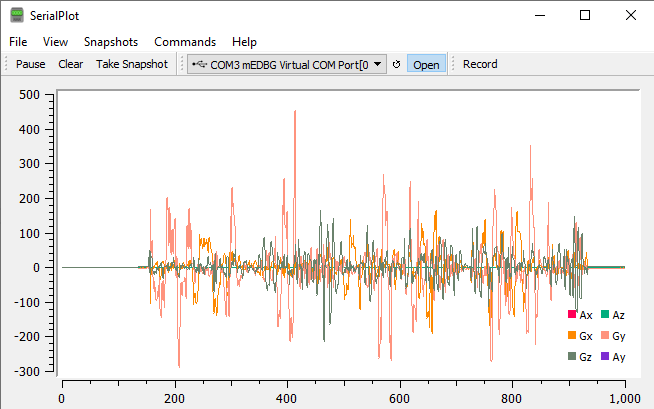 SerialPlot
File View Snapshots Commands Help
Pause Clear Take Snapshot COM3 mEDBG Virtual COM Port[0 Open Record
500
400
300
200
100
0
-100
-200
-300
Ax Az
Gx Gy
Gz Ay
0 200 400 600 800 1,000